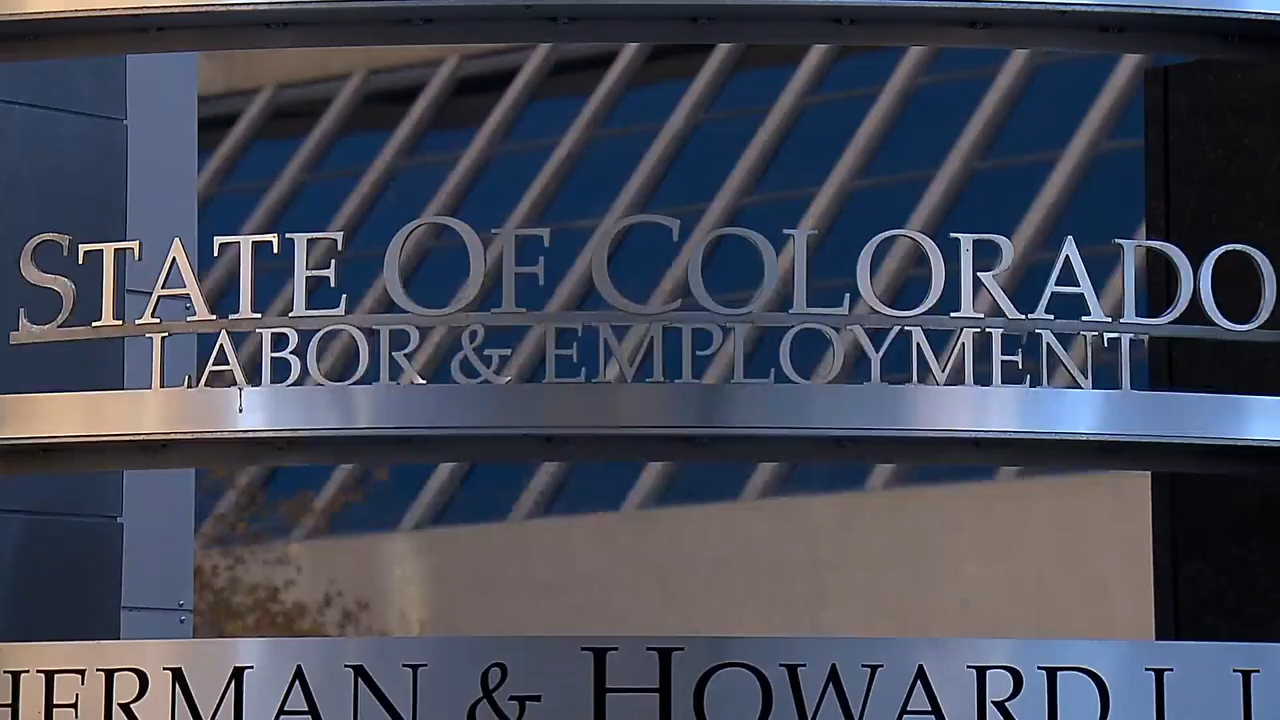 STATE OF COLORADO
LABOR & EMPLOYMENT
HERMAN & HOWARD L L